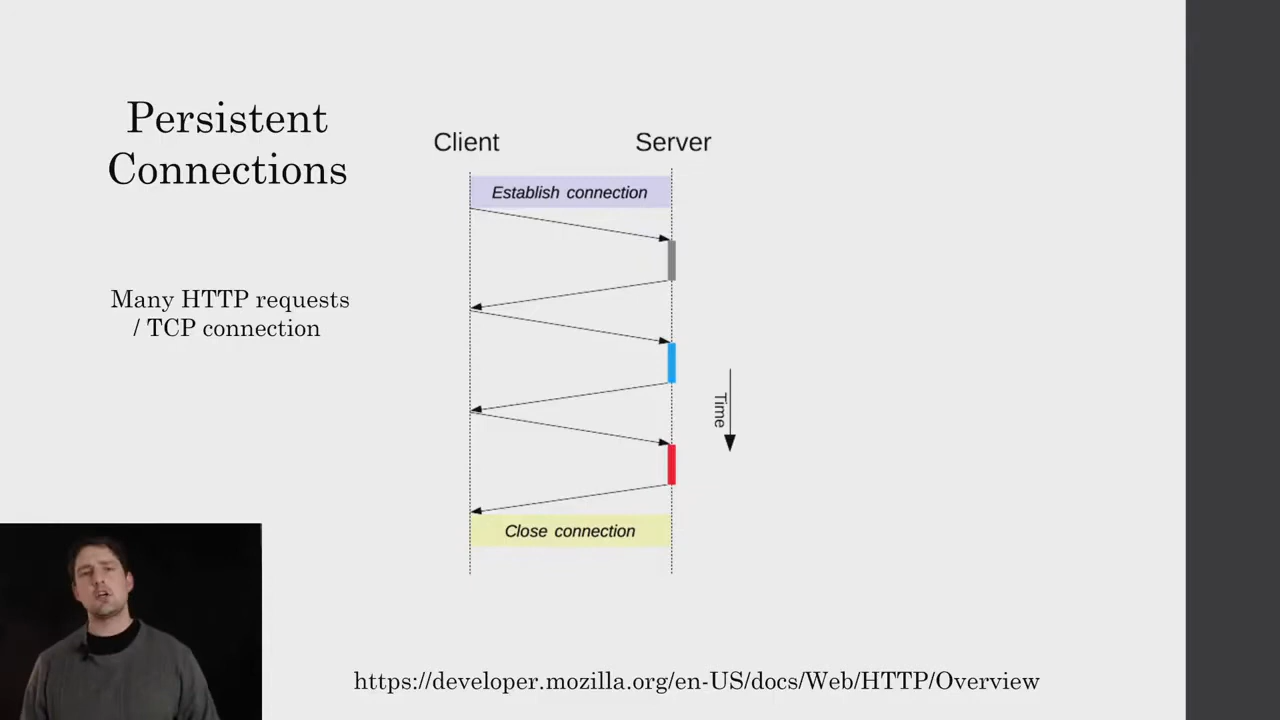 Persistent
Connections
Many HTTP requests
/ TCP connection
Client
Server
Establish connection
Time
Close connection
https://developer.mozilla.org/en-US/docs/Web/HTTP/Overview